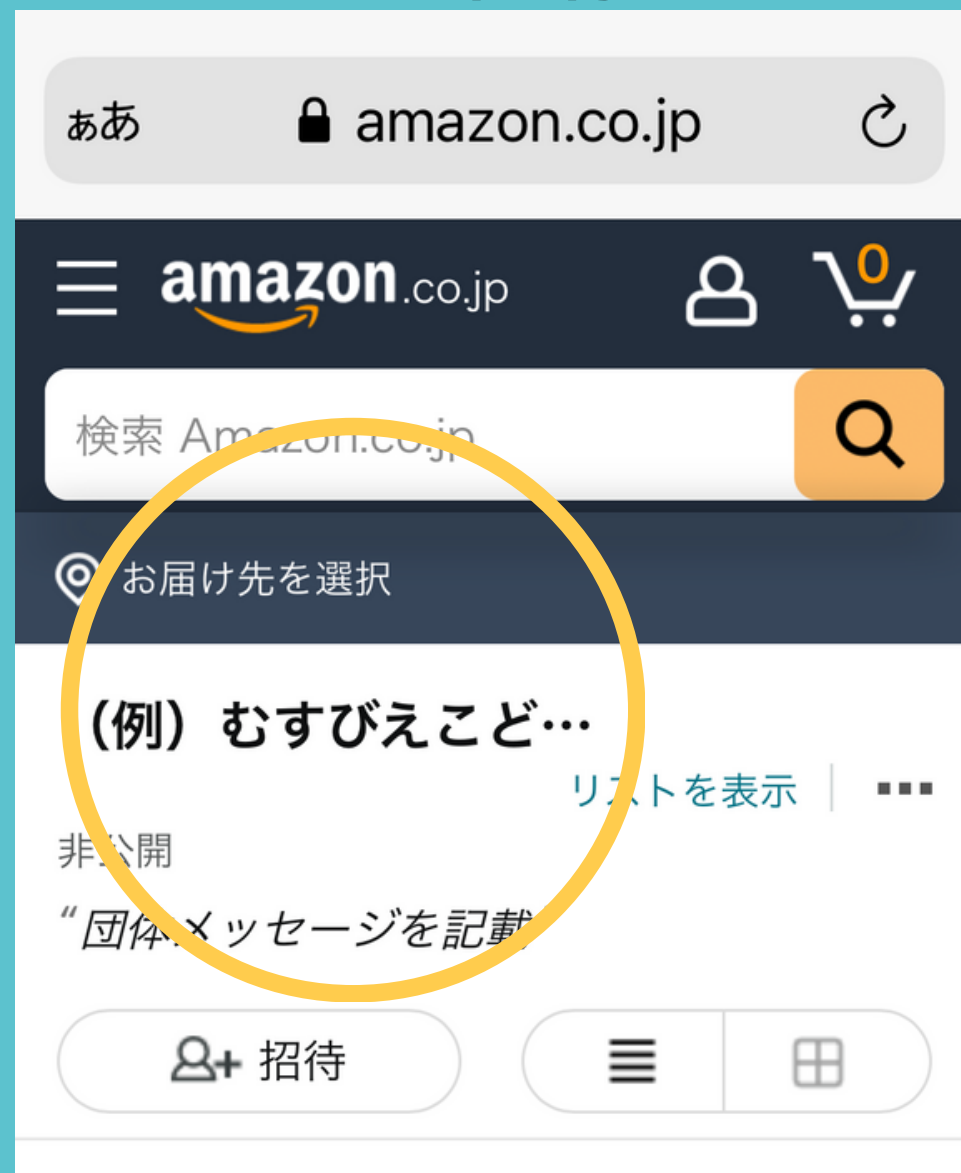 ぁあ amazon.co.jp
amazon.co.jp 0
検索 Amazon.co.jp
お届け先を選択
（例）むすびえこど…
リストを表示
非公開
“団体メッセージを記載
招待